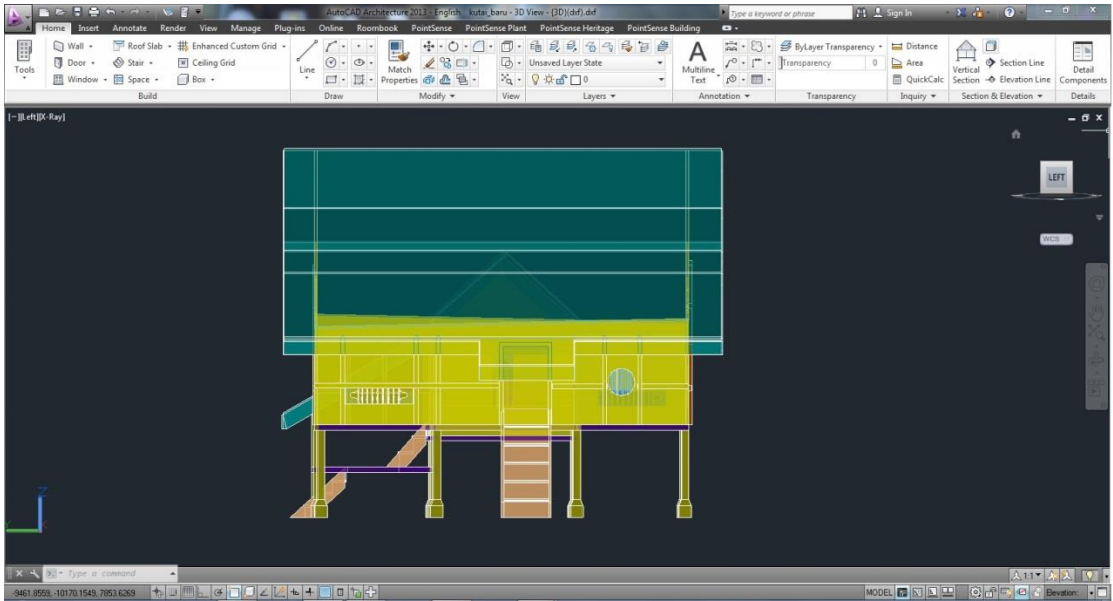 AutoCAD Architecture 2013 - English kutai_baru - 3D View - {3D}(dxf).dxf
Type a keyword or phrase
Sign In
Home Insert Annotate Render View Manage Plug-ins Online Roombook PointSense PointSense Plant PointSense Heritage PointSense Building
Wall Roof Slab Enhanced Custom Grid ByLayer Transparency Distance
Door Stair Ceiling Grid Unsaved Layer State Transparency 0 Area Section Line
Window Space Box 0 QuickCalc Elevation Line
Tools Line Match Properties Multiline Text Vertical Section Detail Components
Build Draw Modify View Layers Annotation Transparency Inquiry Section & Elevation Details
[−][Left][X-Ray]
LEFT
WCS
Z
Type a command
1:1
-9461.8559, -10170.1549, 7853.6269 MODEL Elevation: